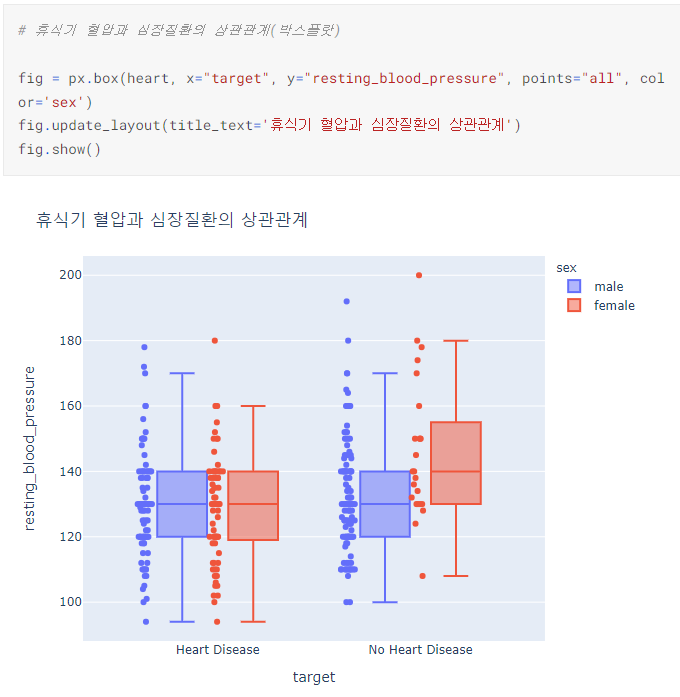 # 휴식기 혈압과 심장질환의 상관관계(박스플랏)
fig = px.box(heart, x="target", y="resting_blood_pressure", points="all", col
or='sex')
fig.update_layout(title_text='휴식기 혈압과 심장질환의 상관관계')
fig.show()
휴식기 혈압과 심장질환의 상관관계
sex
male
female
200
180
160
140
120
100
resting_blood_pressure
Heart Disease
No Heart Disease
target